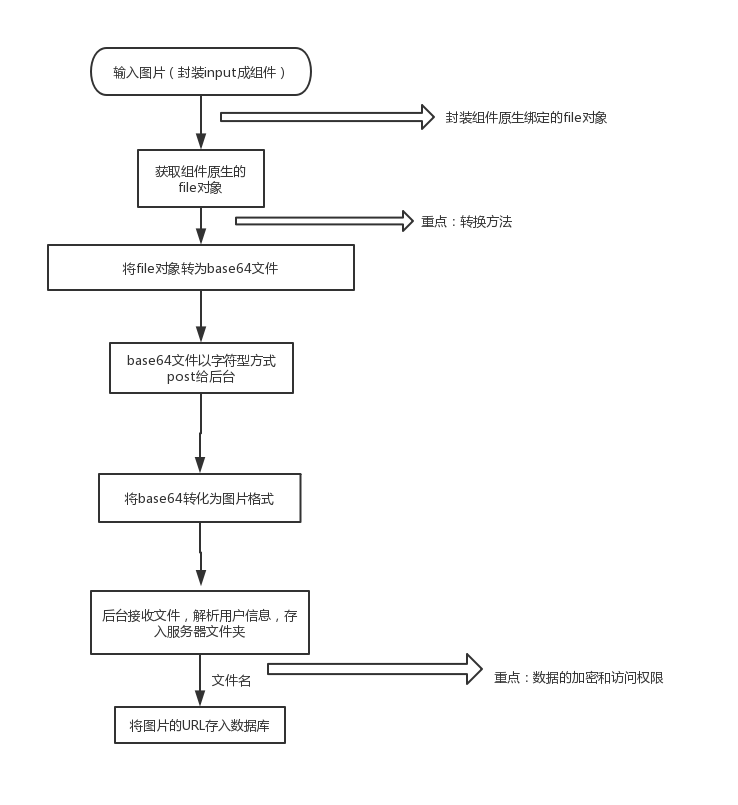 输入图片（封装input成组件）
封装组件原生绑定的file对象
获取组件原生的
file对象
重点：转换方法
将file对象转为base64文件
base64文件以字符型方式
post给后台
将base64转化为图片格式
后台接收文件，解析用户信息，存
入服务器文件夹
文件名
重点：数据的加密和访问权限
将图片的URL存入数据库